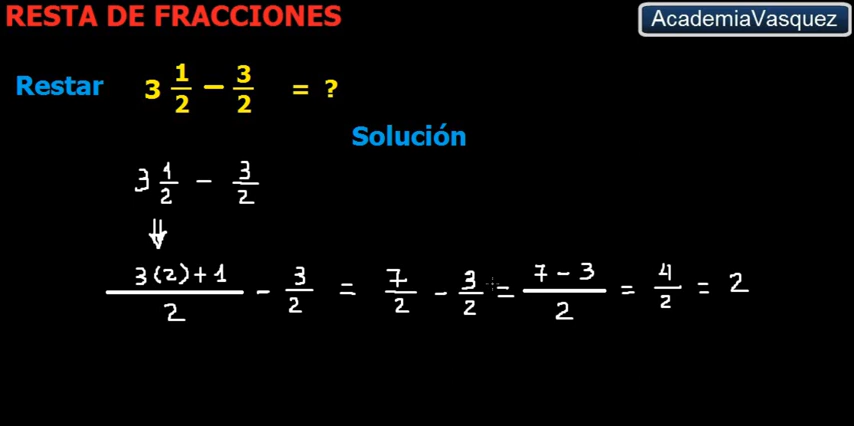 RESTA DE FRACCIONES
AcademiaVasquez
Restar 3 1/2 − 3/2 = ?
Solución
3 1/2 − 3/2
⇓
(3(2)+1)/2 − 3/2 = 7/2 − 3/2 = (7−3)/2 = 4/2 = 2